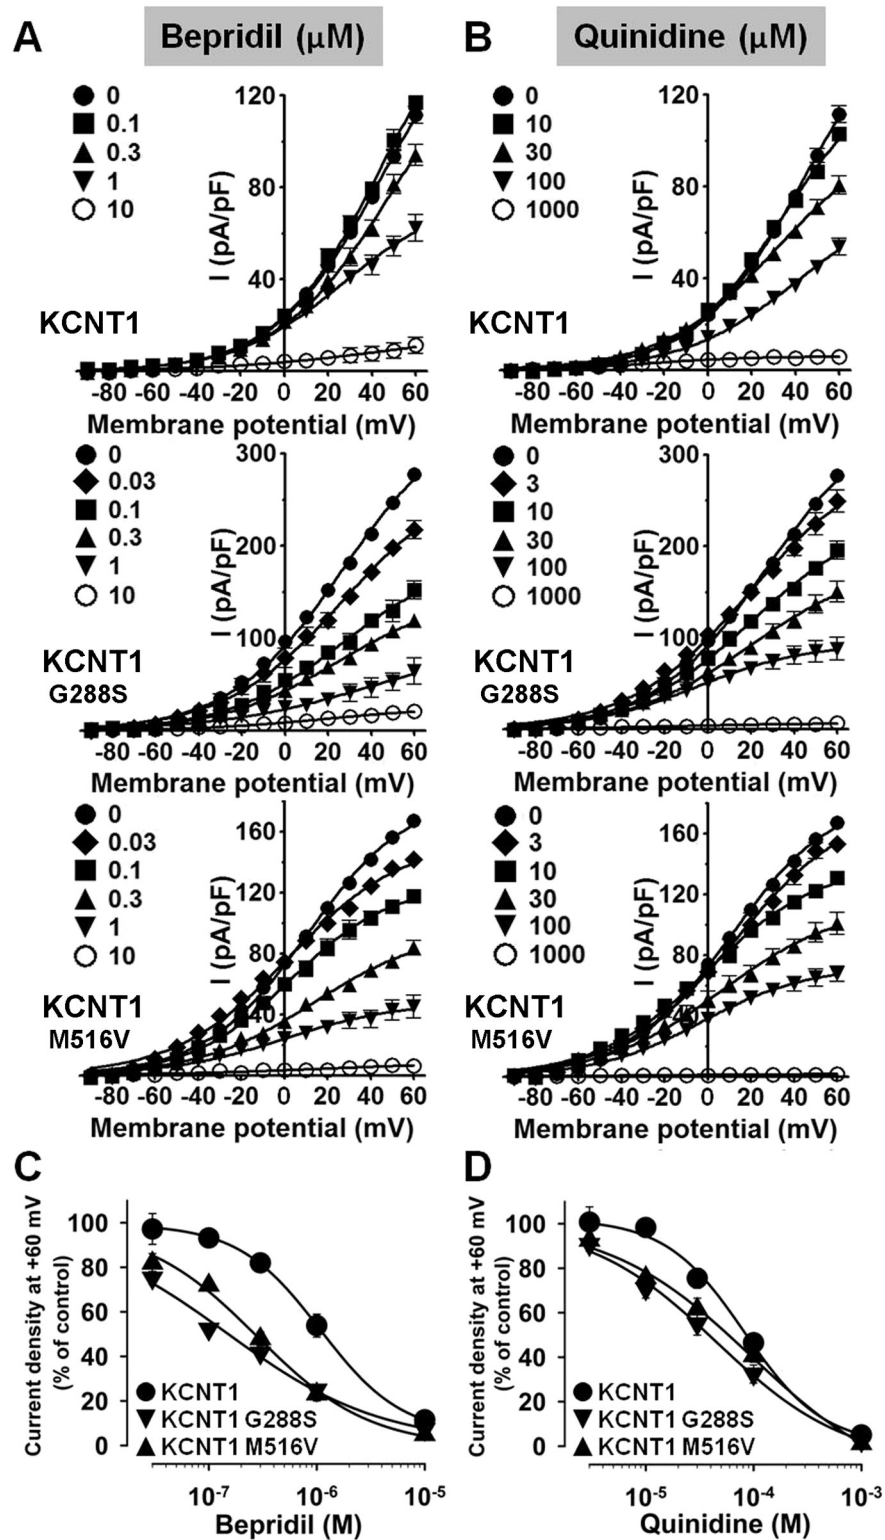 A Bepridil (μM) B Quinidine (μM)
0
0.1
0.3
1
10
120
80
40
I (pA/pF)
KCNT1
-80 -60 -40 -20 0 20 40 60
Membrane potential (mV)
0
10
30
100
1000
120
80
40
I (pA/pF)
KCNT1
-80 -60 -40 -20 0 20 40 60
Membrane potential (mV)
0
0.03
0.1
0.3
1
10
300
200
100
I (pA/pF)
KCNT1
G288S
-80 -60 -40 -20 0 20 40 60
Membrane potential (mV)
0
3
10
30
100
1000
300
200
100
I (pA/pF)
KCNT1
G288S
-80 -60 -40 -20 0 20 40 60
Membrane potential (mV)
0
0.03
0.1
0.3
1
10
160
120
80
40
I (pA/pF)
KCNT1
M516V
-80 -60 -40 -20 0 20 40 60
Membrane potential (mV)
0
3
10
30
100
1000
160
120
80
40
I (pA/pF)
KCNT1
M516V
-80 -60 -40 -20 0 20 40 60
Membrane potential (mV)
C
Current density at +60 mV
(% of control)
100
80
60
40
20
0
KCNT1
KCNT1 G288S
KCNT1 M516V
10-7 10-6 10-5
Bepridil (M)
D
Current density at +60 mV
(% of control)
100
80
60
40
20
0
KCNT1
KCNT1 G288S
KCNT1 M516V
10-5 10-4 10-3
Quinidine (M)